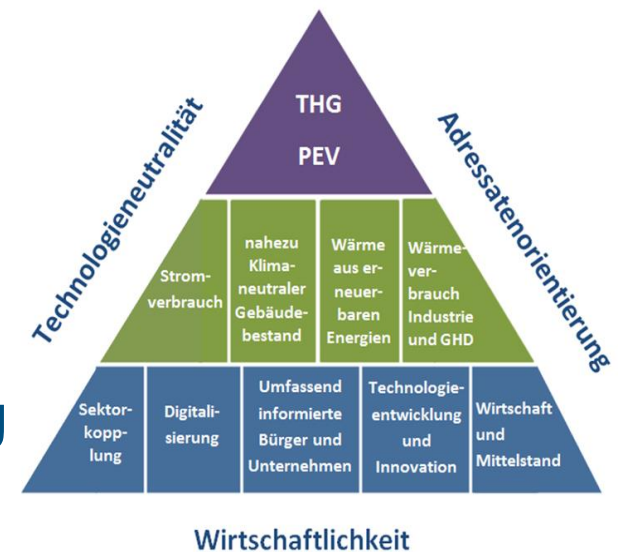 Technologieneutralität
Adressatenorientierung
THG
PEV
Strom-
verbrauch
nahezu
Klima-
neutraler
Gebäude-
bestand
Wärme
aus er-
neuer-
baren
Energien
Wärme-
ver-
brauch
Industrie
und GHD
Sektor-
kopp-
lung
Digitali-
sierung
Umfassend
informierte
Bürger und
Unternehmen
Technologie-
entwicklung
und
Innovation
Wirtschaft
und
Mittelstand
Wirtschaftlichkeit